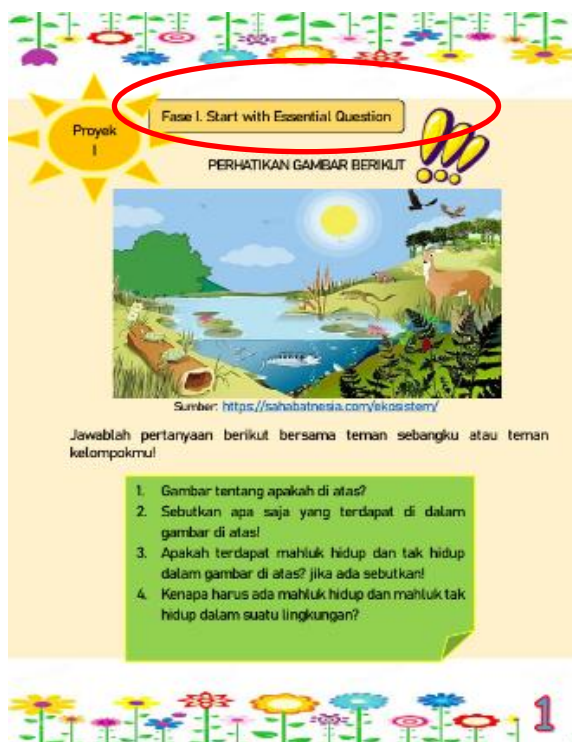 Fase I. Start with Essential Question
Proyek
I
PERHATIKAN GAMBAR BERIKUT
Sumber: https://sahabatnesia.com/ekosistem/
Jawablah pertanyaan berikut bersama teman sebangku atau teman
kelompokmu!
1. Gambar tentang apakah di atas?
2. Sebutkan apa saja yang terdapat di dalam
gambar di atas!
3. Apakah terdapat mahluk hidup dan tak hidup
dalam gambar di atas? jika ada sebutkan!
4. Kenapa harus ada mahluk hidup dan mahluk tak
hidup dalam suatu lingkungan?
1